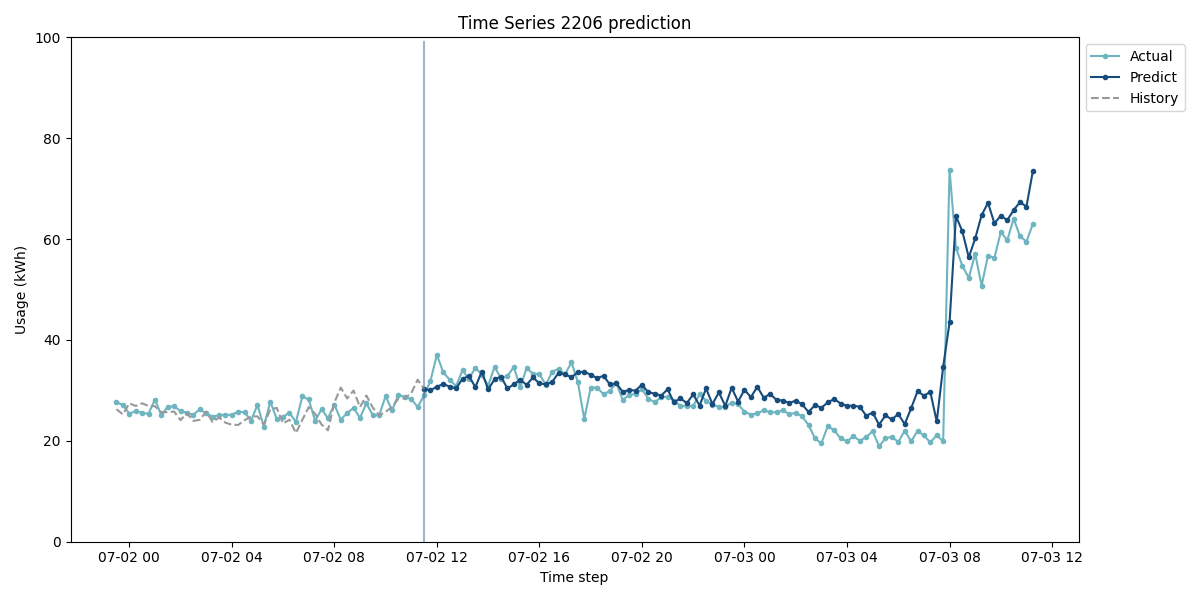 Time Series 2206 prediction
100
80
60
40
20
0
Usage (kWh)
07-02 00
07-02 04
07-02 08
07-02 12
07-02 16
07-02 20
07-03 00
07-03 04
07-03 08
07-03 12
Time step
Actual
Predict
History